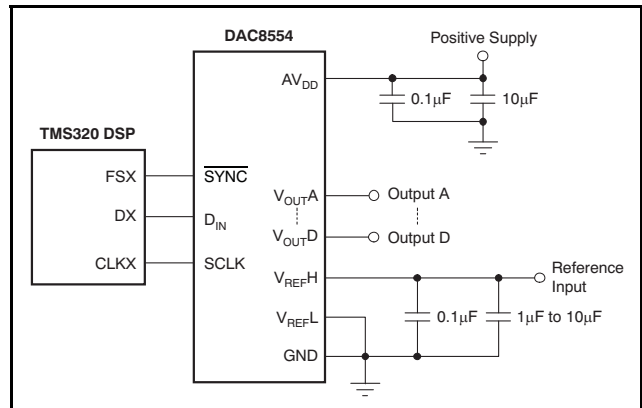 DAC8554
Positive Supply
AVDD
0.1μF
10μF
TMS320 DSP
FSX
SYNC
DX
DIN
CLKX
SCLK
VOUTA
Output A
VOUTD
Output D
VREFH
Reference
Input
0.1μF
1μF to 10μF
VREFL
GND